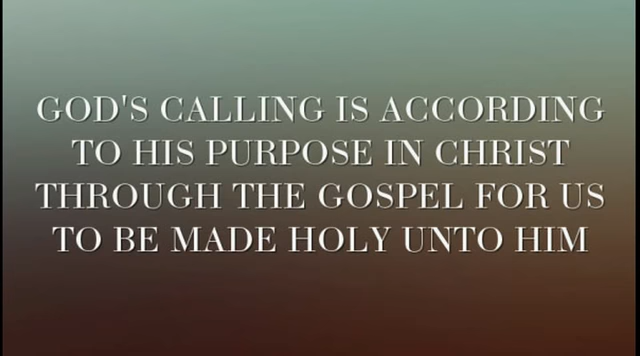 GOD'S CALLING IS ACCORDING
TO HIS PURPOSE IN CHRIST
THROUGH THE GOSPEL FOR US
TO BE MADE HOLY UNTO HIM